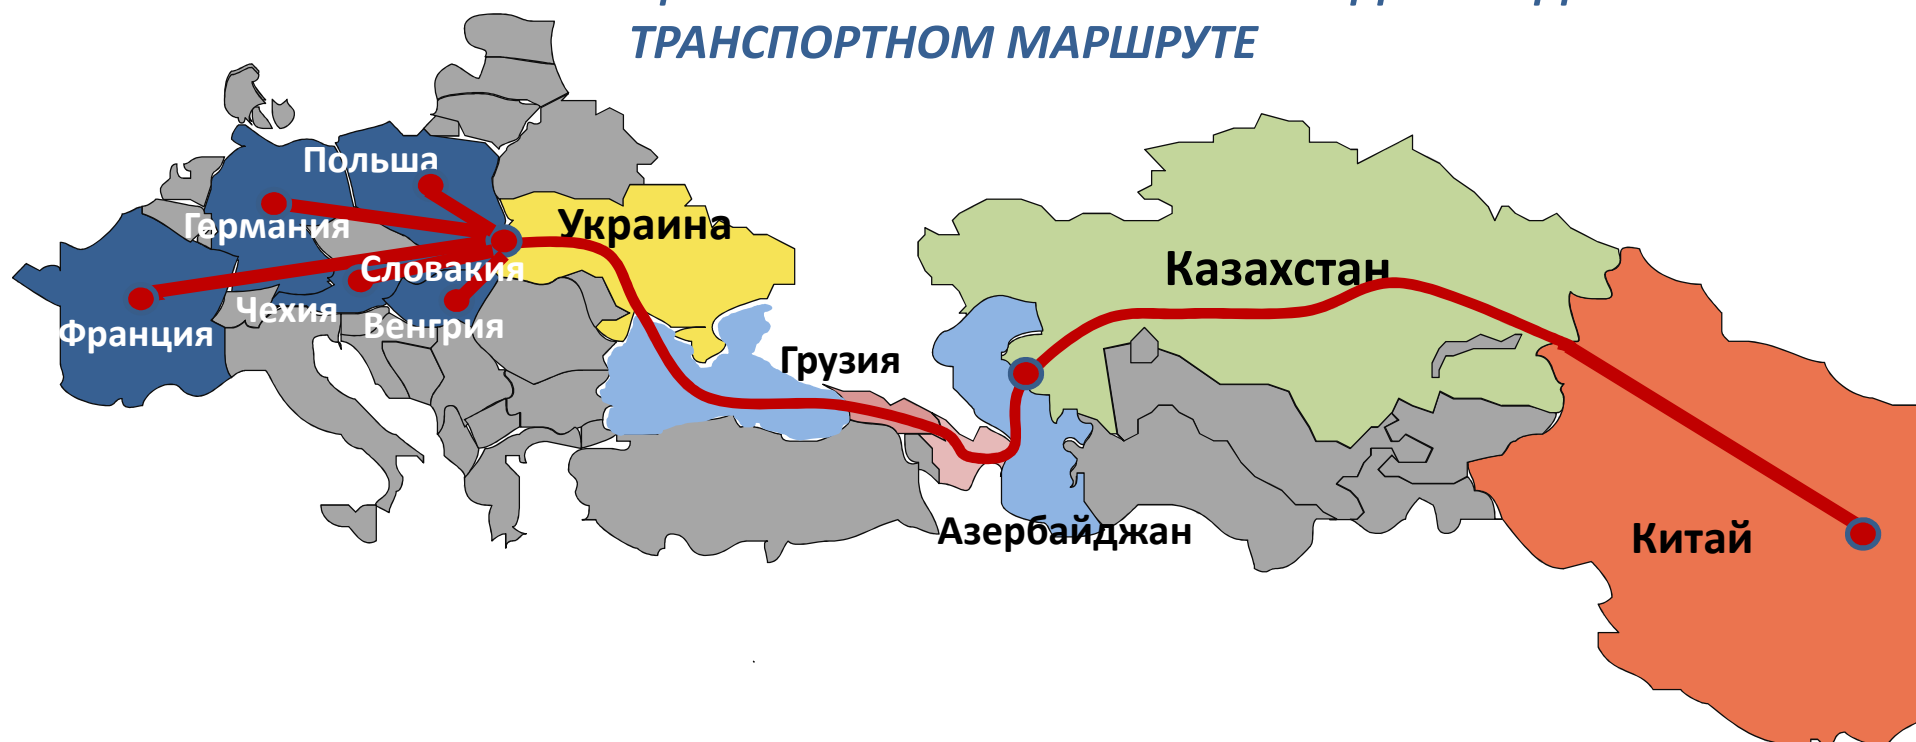 ТРАНСПОРТНОМ МАРШРУТЕ
Польша
Германия
Украина
Словакия
Казахстан
Чехия
Франция
Венгрия
Грузия
Азербайджан
Китай